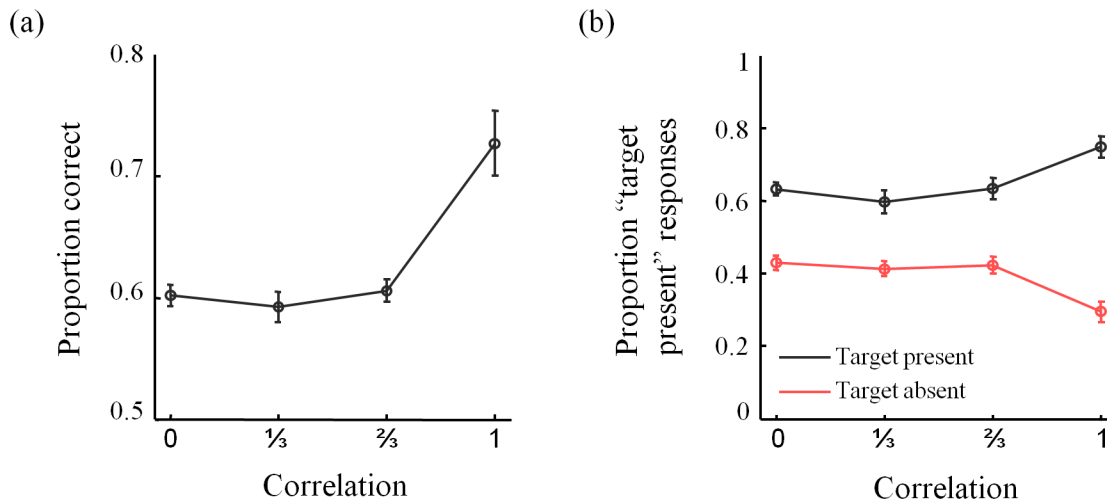 (a)
Proportion correct
0.8
0.7
0.6
0.5
0
⅓
⅔
1
Correlation
(b)
Proportion “target
present” responses
1
0.8
0.6
0.4
0.2
0
Target present
Target absent
0
⅓
⅔
1
Correlation